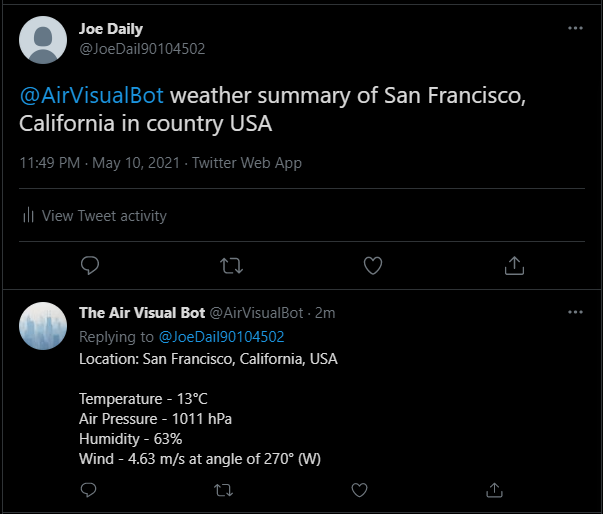 Joe Daily
@JoeDail90104502
@AirVisualBot weather summary of San Francisco,
California in country USA
11:49 PM · May 10, 2021 · Twitter Web App
View Tweet activity
The Air Visual Bot @AirVisualBot · 2m
Replying to @JoeDail90104502
Location: San Francisco, California, USA
Temperature - 13°C
Air Pressure - 1011 hPa
Humidity - 63%
Wind - 4.63 m/s at angle of 270° (W)